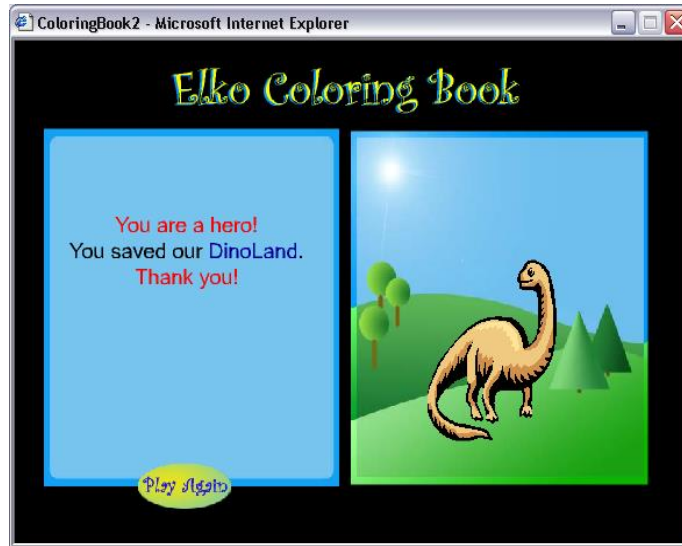 ColoringBook2 - Microsoft Internet Explorer
Elko Coloring Book
You are a hero!
You saved our DinoLand.
Thank you!
Play Again